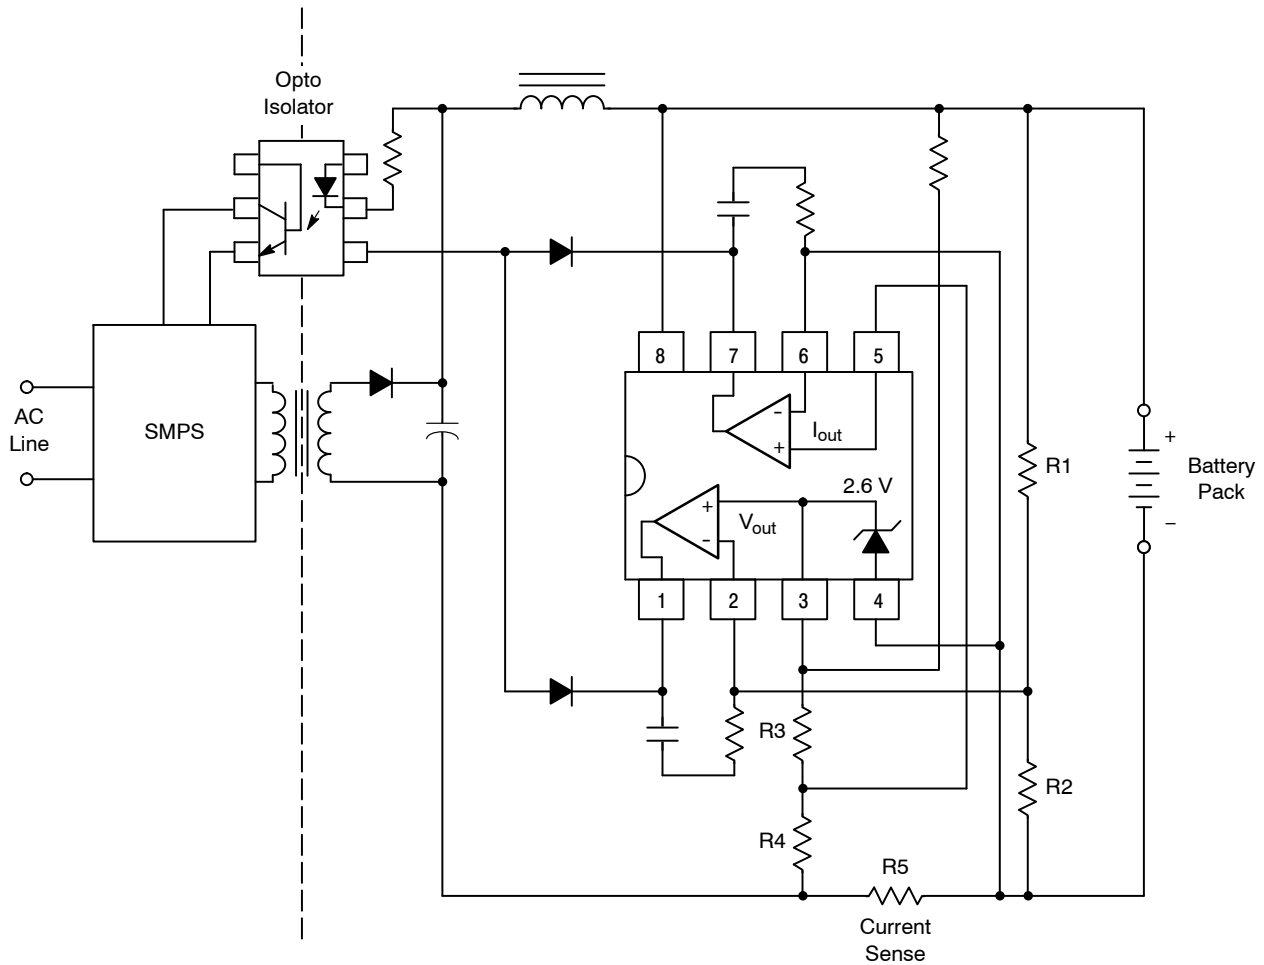 Opto
Isolator
8
7
6
5
AC
Line
SMPS
-
+
Iout
R1
+
Battery
Pack
2.6 V
+
Vout
-
–
1
2
3
4
R3
R2
R4
R5
Current
Sense